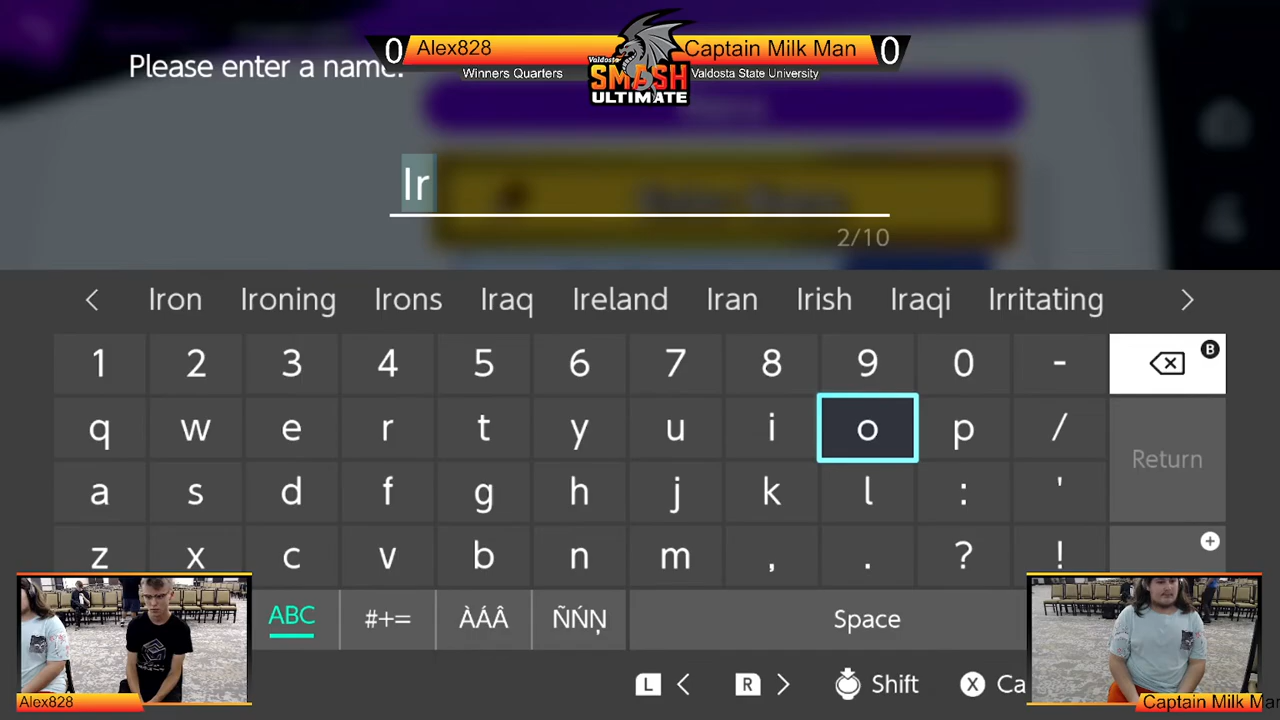 0 Alex828 Captain Milk Man 0
Please enter a name.
Winners Quarters Valdosta State University
Valdosta
SMASH
ULTIMATE
Ir
2/10
< Iron Ironing Irons Iraq Ireland Iran Irish Iraqi Irritating >
1 2 3 4 5 6 7 8 9 0 - B
q w e r t y u i o p /
Return
a s d f g h j k l : '
z x c v b n m , . ? ! +
ABC #+= ÀÁÂ ÑŃŅ Space
L < R > Shift X Ca
Alex828 Captain Milk Mar